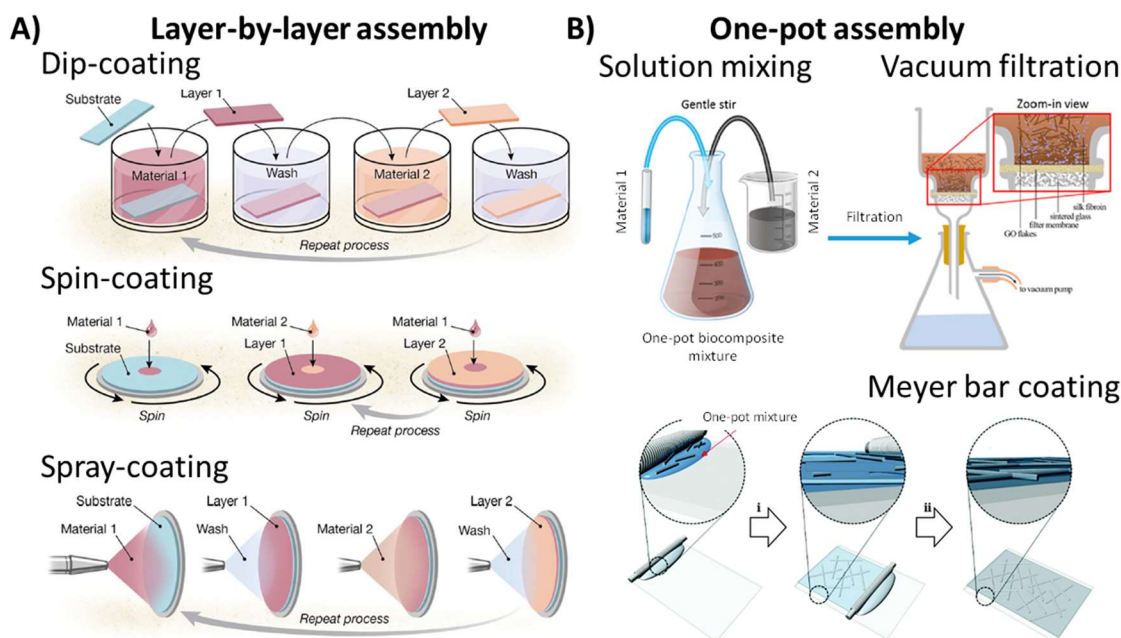 A)
Layer-by-layer assembly
Dip-coating
Substrate
Layer 1
Layer 2
Material 1
Wash
Material 2
Wash
Repeat process
Spin-coating
Material 1
Substrate
Material 2
Layer 1
Material 1
Layer 2
Spin
Spin
Spin
Repeat process
Spray-coating
Substrate
Material 1
Layer 1
Wash
Material 2
Layer 2
Wash
Repeat process
B)
One-pot assembly
Solution mixing
Gentle stir
Material 1
Material 2
One-pot biocomposite
mixture
Filtration
Vacuum filtration
Zoom-in view
silk fibroin
sintered glass
filter membrane
GO flakes
to vacuum pump
Meyer bar coating
One-pot mixture
i
ii